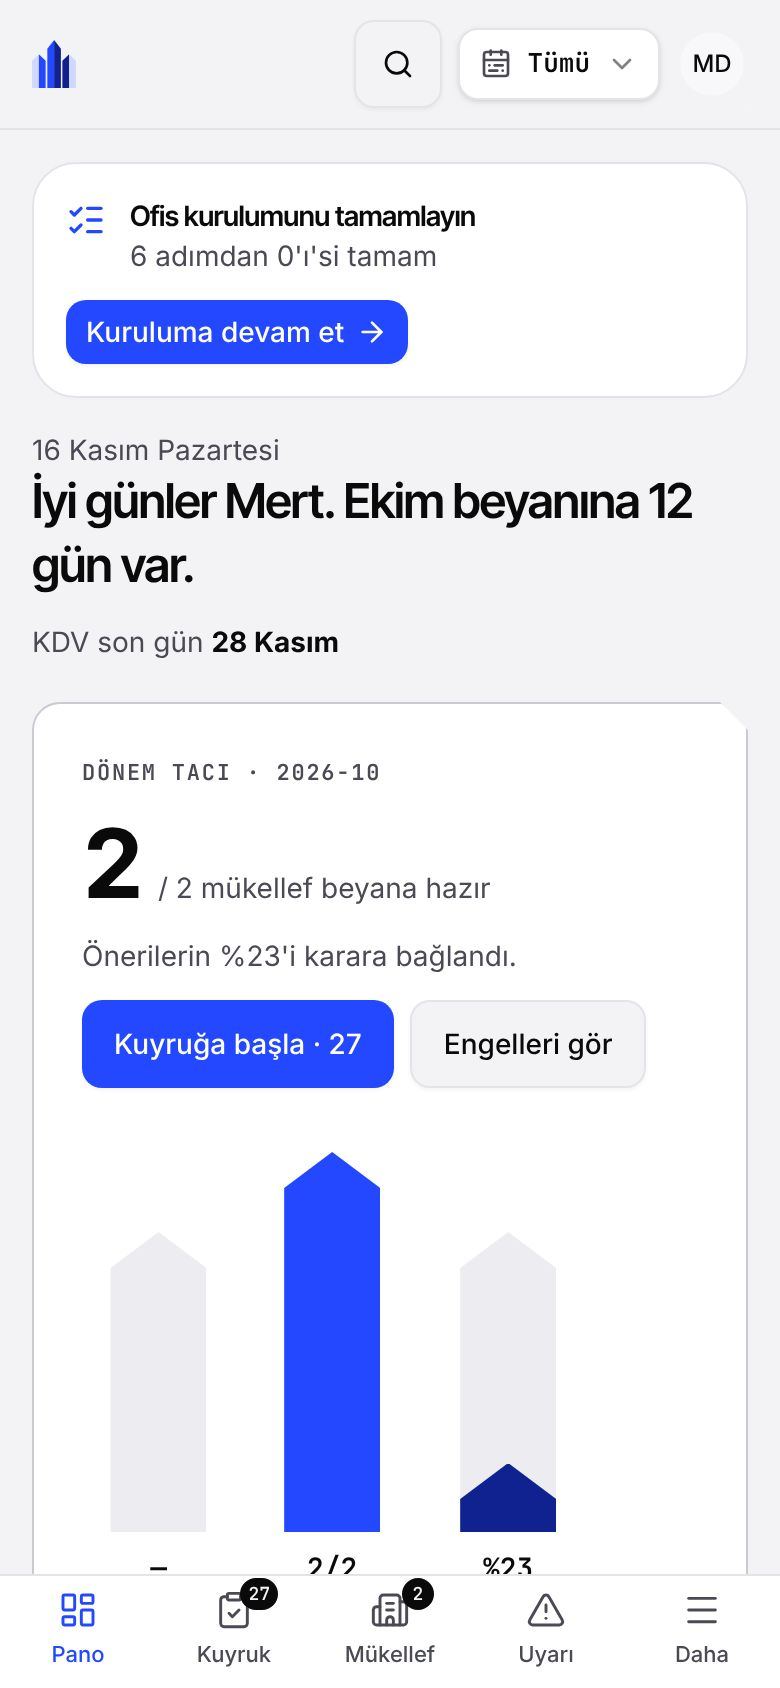 Tümü
MD
Ofis kurulumunu tamamlayın
6 adımdan 0'ı'si tamam
Kuruluma devam et
16 Kasım Pazartesi
İyi günler Mert. Ekim beyanına 12
gün var.
KDV son gün 28 Kasım
DÖNEM TACI · 2026-10
2 / 2 mükellef beyana hazır
Önerilerin %23'i karara bağlandı.
Kuyruğa başla · 27
Engelleri gör
– 2/2 %23
27 2
Pano Kuyruk Mükellef Uyarı Daha